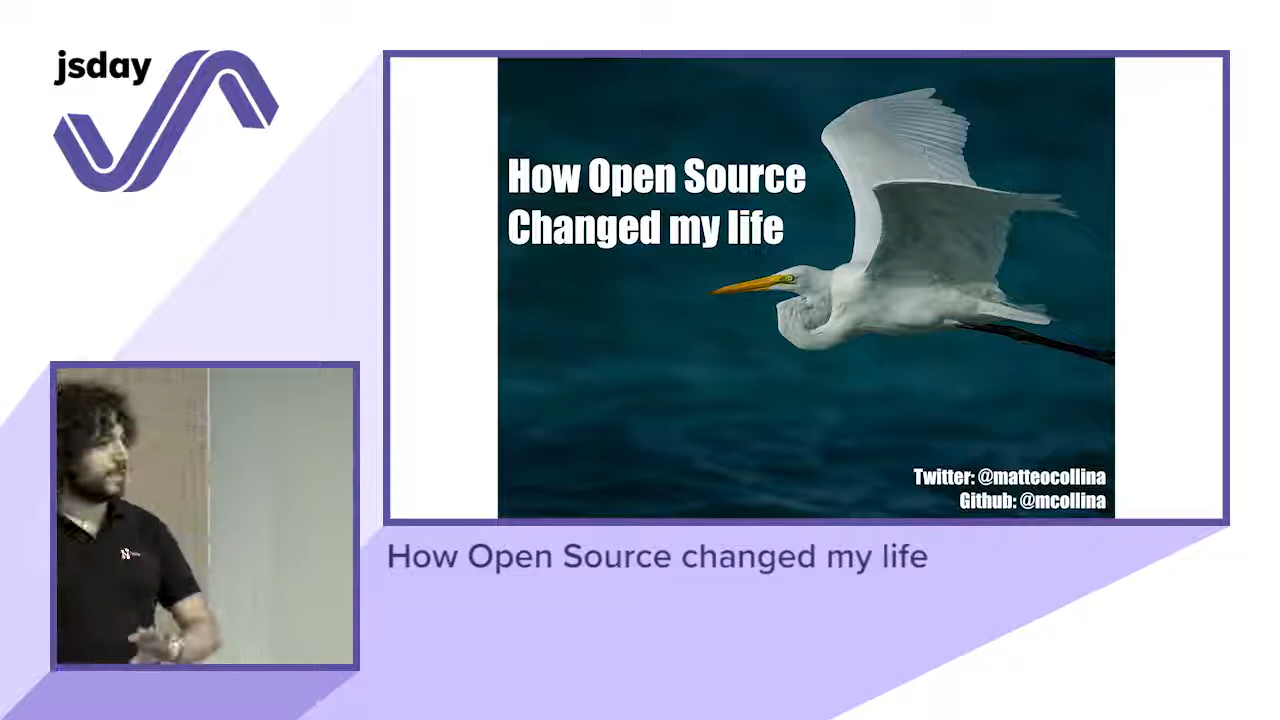 jsday
How Open Source
Changed my life
Twitter: @matteocollina
Github: @mcollina
How Open Source changed my life